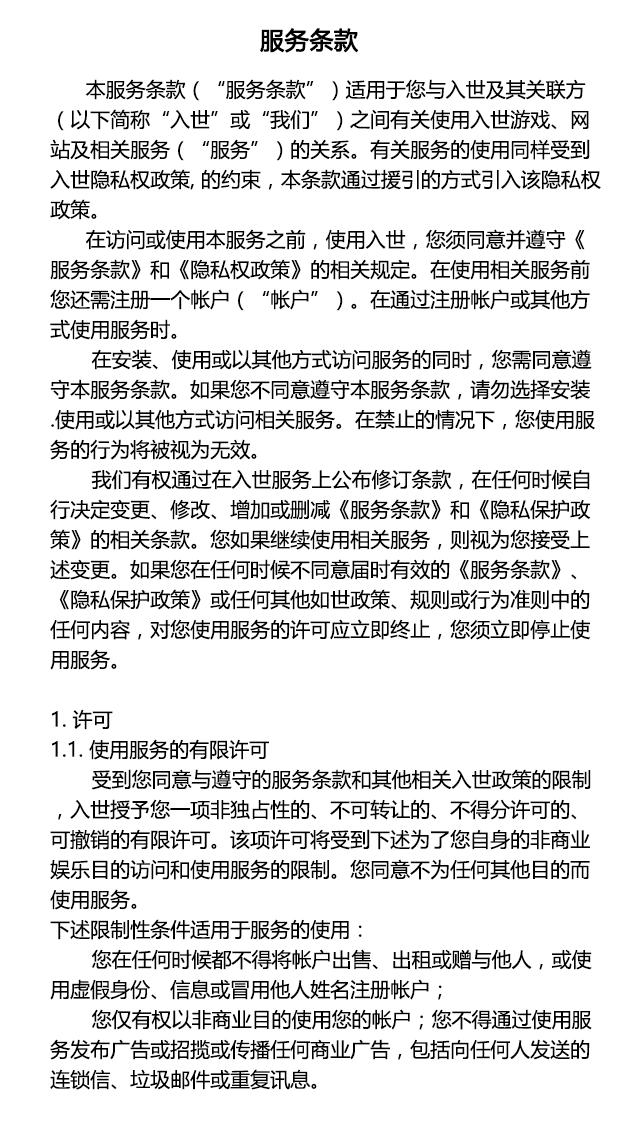 服务条款
本服务条款（“服务条款”）适用于您与入世及其关联方
（以下简称“入世”或“我们”）之间有关使用入世游戏、网
站及相关服务（“服务”）的关系。有关服务的使用同样受到
入世隐私权政策, 的约束，本条款通过援引的方式引入该隐私权
政策。
在访问或使用本服务之前，使用入世，您须同意并遵守《
服务条款》和《隐私权政策》的相关规定。在使用相关服务前
您还需注册一个帐户（“帐户”）。在通过注册帐户或其他方
式使用服务时。
在安装、使用或以其他方式访问服务的同时，您需同意遵
守本服务条款。如果您不同意遵守本服务条款，请勿选择安装
.使用或以其他方式访问相关服务。在禁止的情况下，您使用服
务的行为将被视为无效。
我们有权通过在入世服务上公布修订条款，在任何时候自
行决定变更、修改、增加或删减《服务条款》和《隐私保护政
策》的相关条款。您如果继续使用相关服务，则视为您接受上
述变更。如果您在任何时候不同意届时有效的《服务条款》、
《隐私保护政策》或任何其他如世政策、规则或行为准则中的
任何内容，对您使用服务的许可应立即终止，您须立即停止使
用服务。
1. 许可
1.1. 使用服务的有限许可
受到您同意与遵守的服务条款和其他相关入世政策的限制
，入世授予您一项非独占性的、不可转让的、不得分许可的、
可撤销的有限许可。该项许可将受到下述为了您自身的非商业
娱乐目的访问和使用服务的限制。您同意不为任何其他目的而
使用服务。
下述限制性条件适用于服务的使用：
您在任何时候都不得将帐户出售、出租或赠与他人，或使
用虚假身份、信息或冒用他人姓名注册帐户；
您仅有权以非商业目的使用您的帐户；您不得通过使用服
务发布广告或招揽或传播任何商业广告，包括向任何人发送的
连锁信、垃圾邮件或重复讯息。